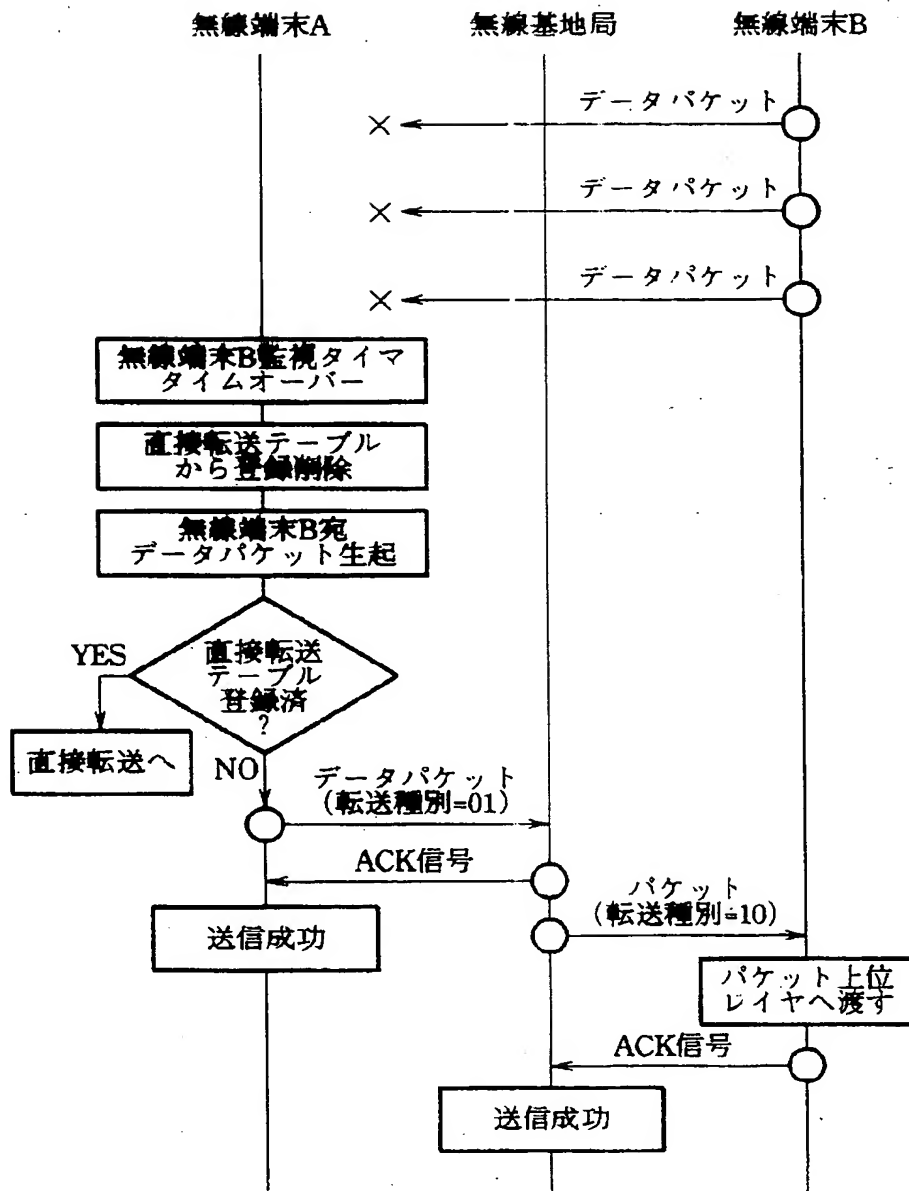 無線端末A
無線基地局
無線端末B
データパケット
×
データパケット
×
データパケット
×
無線端末B監視タイマ
タイムオーバー
直接転送テーブル
から登録削除
無線端末B宛
データパケット生起
直接転送
テーブル
登録済
?
YES
直接転送へ
NO
データパケット
(転送種別=01)
ACK信号
パケット
(転送種別=10)
送信成功
パケット上位
レイヤへ渡す
ACK信号
送信成功